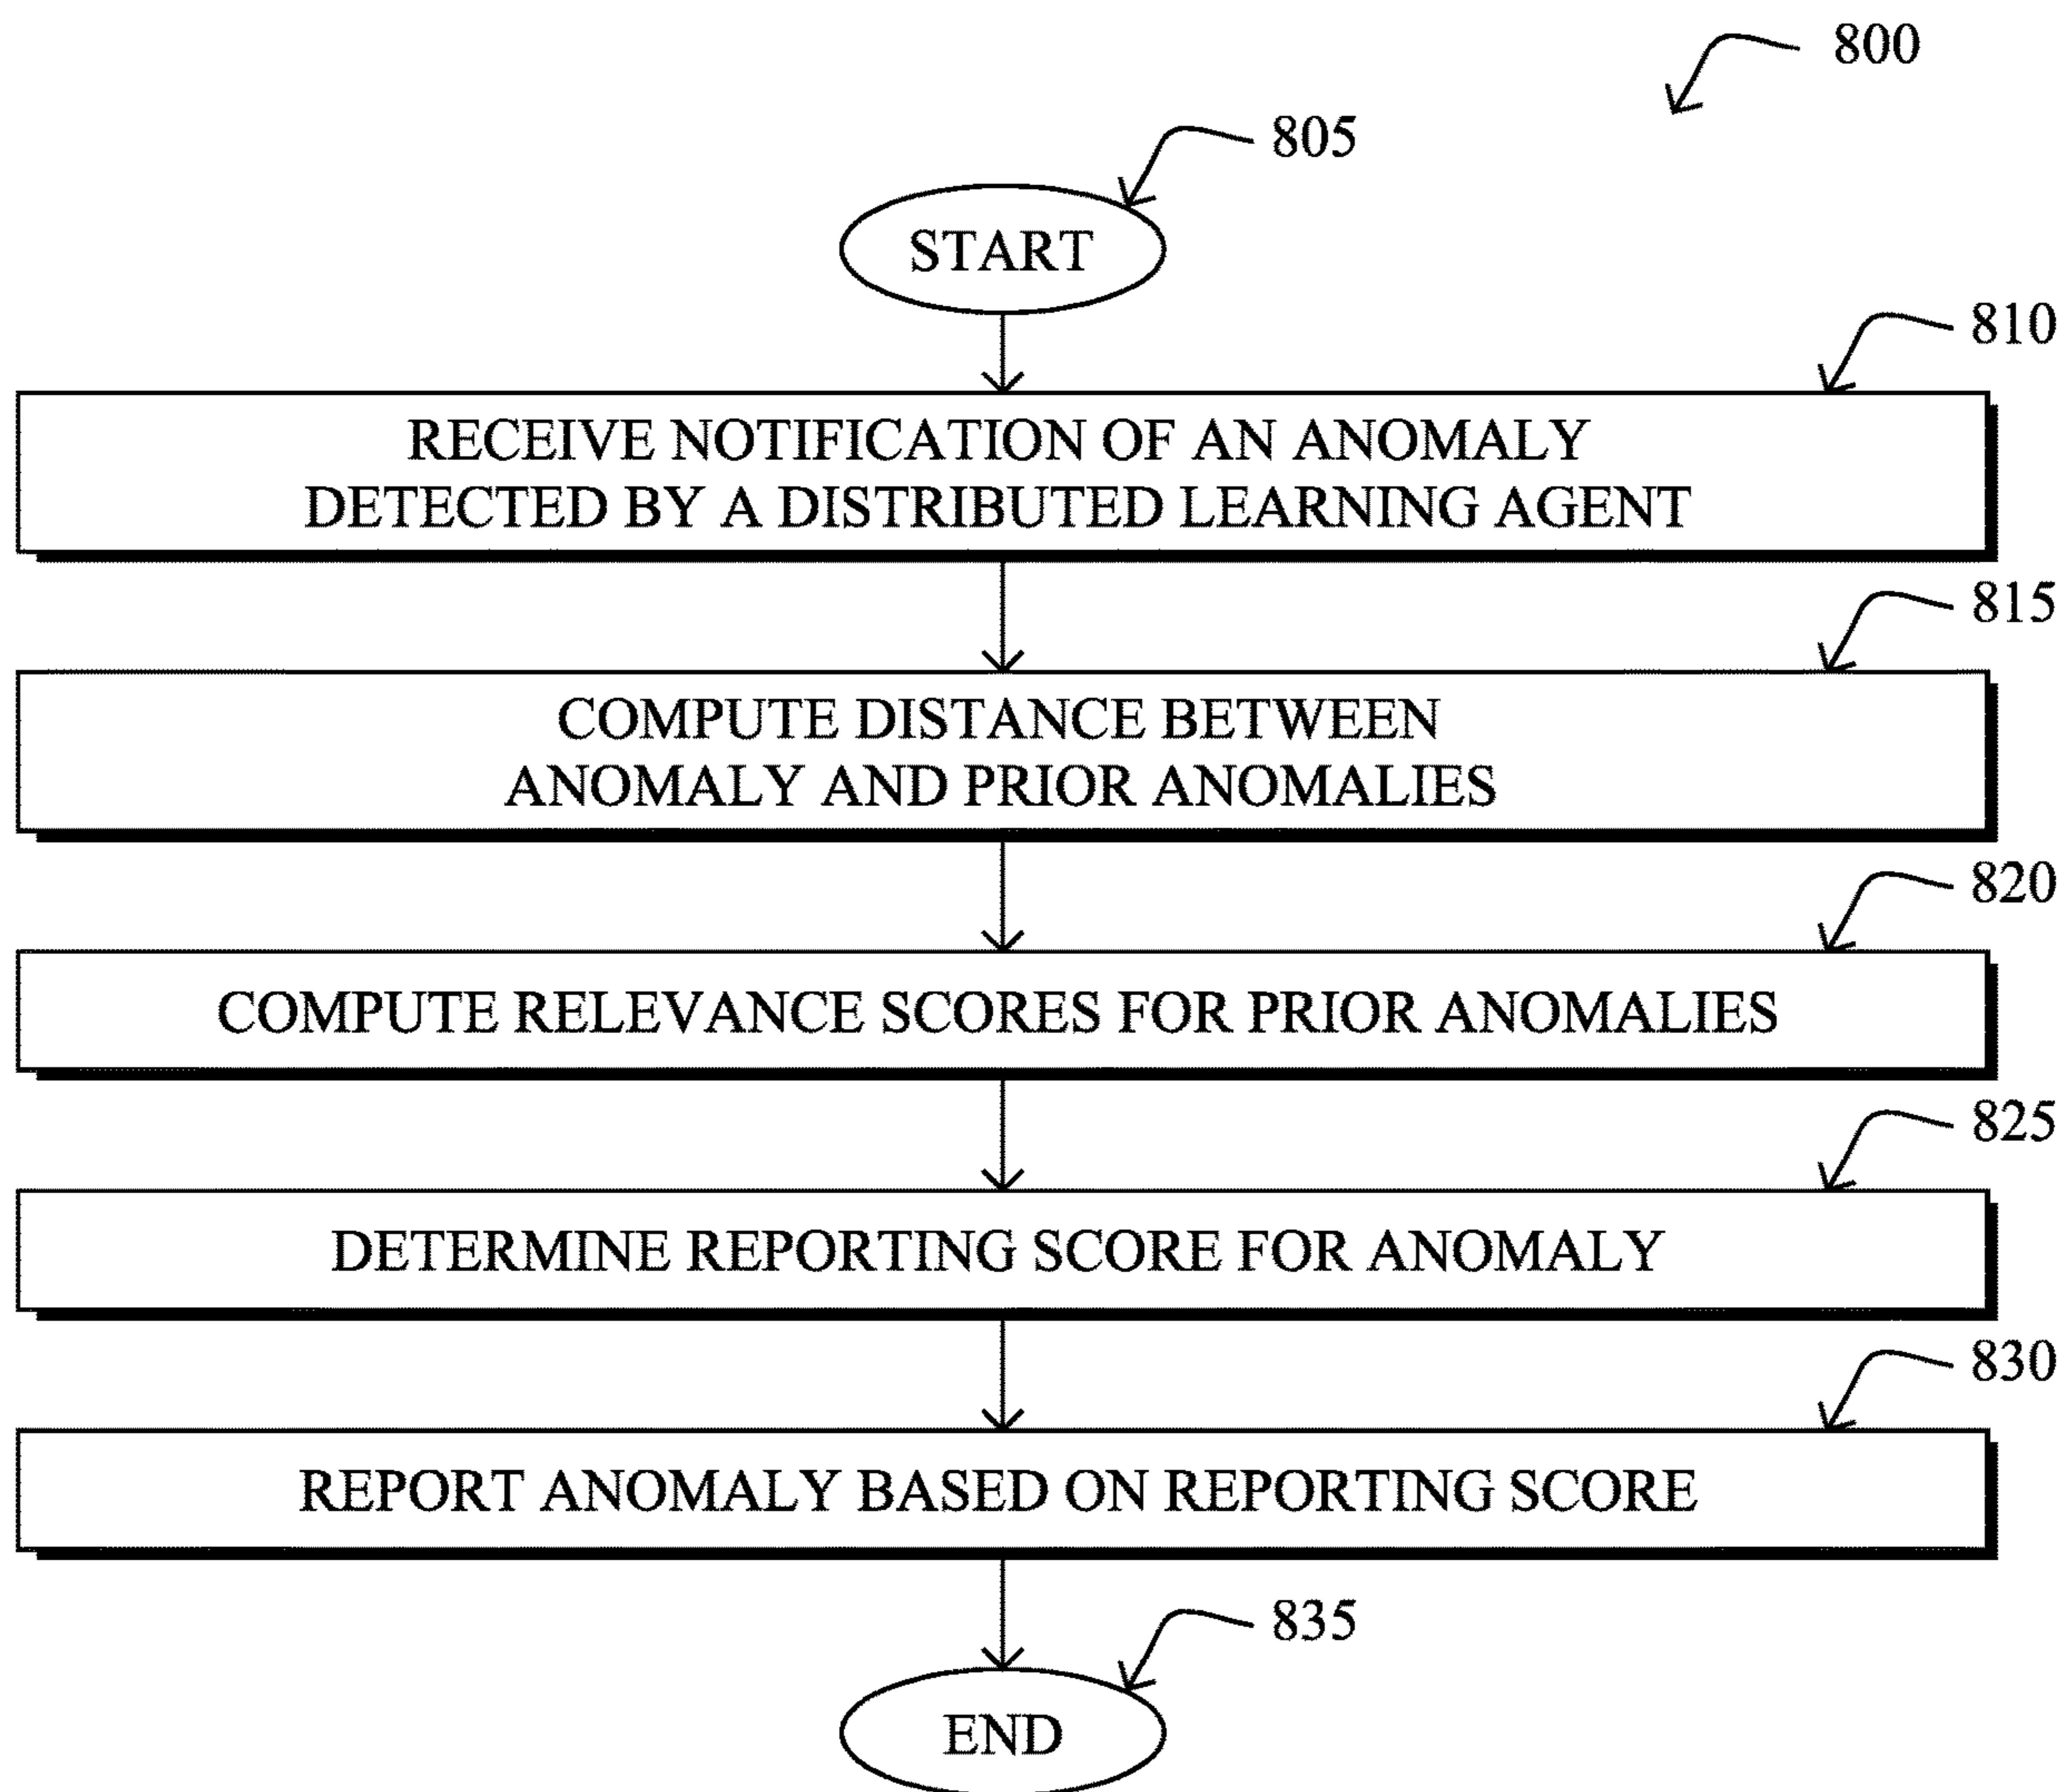 800
805
START
810
RECEIVE NOTIFICATION OF AN ANOMALY
DETECTED BY A DISTRIBUTED LEARNING AGENT
815
COMPUTE DISTANCE BETWEEN
ANOMALY AND PRIOR ANOMALIES
820
COMPUTE RELEVANCE SCORES FOR PRIOR ANOMALIES
825
DETERMINE REPORTING SCORE FOR ANOMALY
830
REPORT ANOMALY BASED ON REPORTING SCORE
835
END